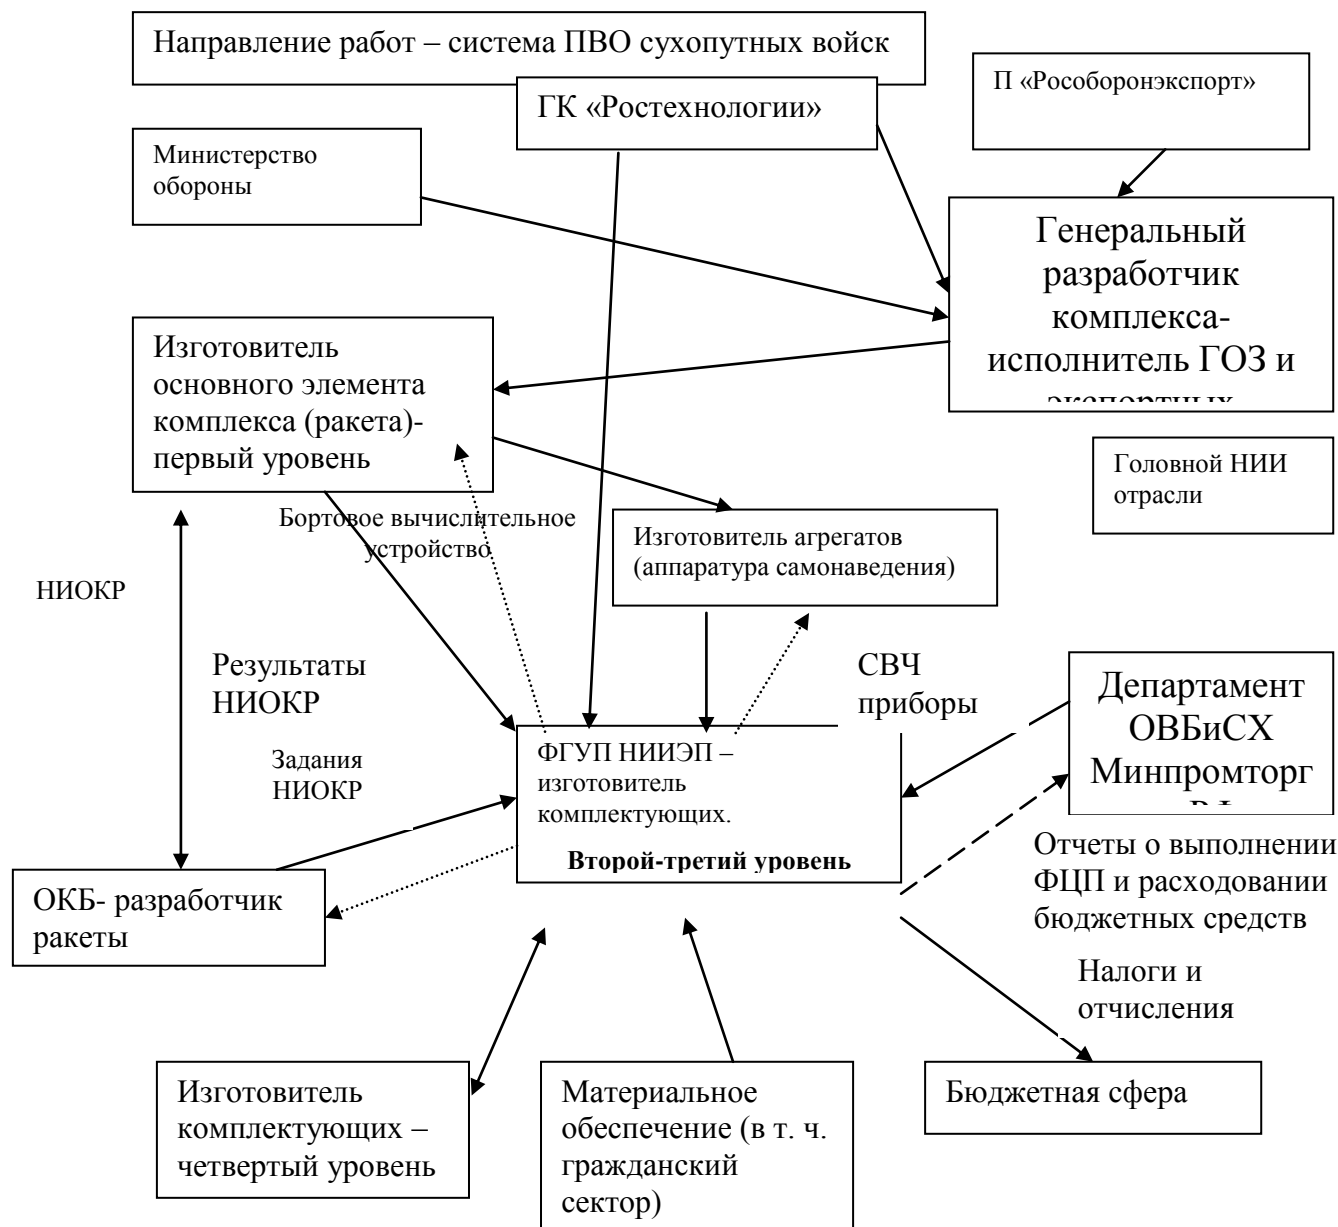 Направление работ – система ПВО сухопутных войск
ГК «Ростехнологии»
П «Рособоронэкспорт»
Министерство
обороны
Генеральный
разработчик
комплекса-
исполнитель ГОЗ и
экспортных
Изготовитель
основного элемента
комплекса (ракета)-
первый уровень
Головной НИИ
отрасли
Бортовое вычислительное
устройство
Изготовитель агрегатов
(аппаратура самонаведения)
НИОКР
Результаты
НИОКР
СВЧ
приборы
Департамент
ОВБиСХ
Минпромторг
Задания
НИОКР
ФГУП НИИЭП –
изготовитель
комплектующих.
Второй-третий уровень
Отчеты о выполнении
ФЦП и расходовании
бюджетных средств
ОКБ- разработчик
ракеты
Налоги и
отчисления
Изготовитель
комплектующих –
четвертый уровень
Материальное
обеспечение (в т. ч.
гражданский
сектор)
Бюджетная сфера